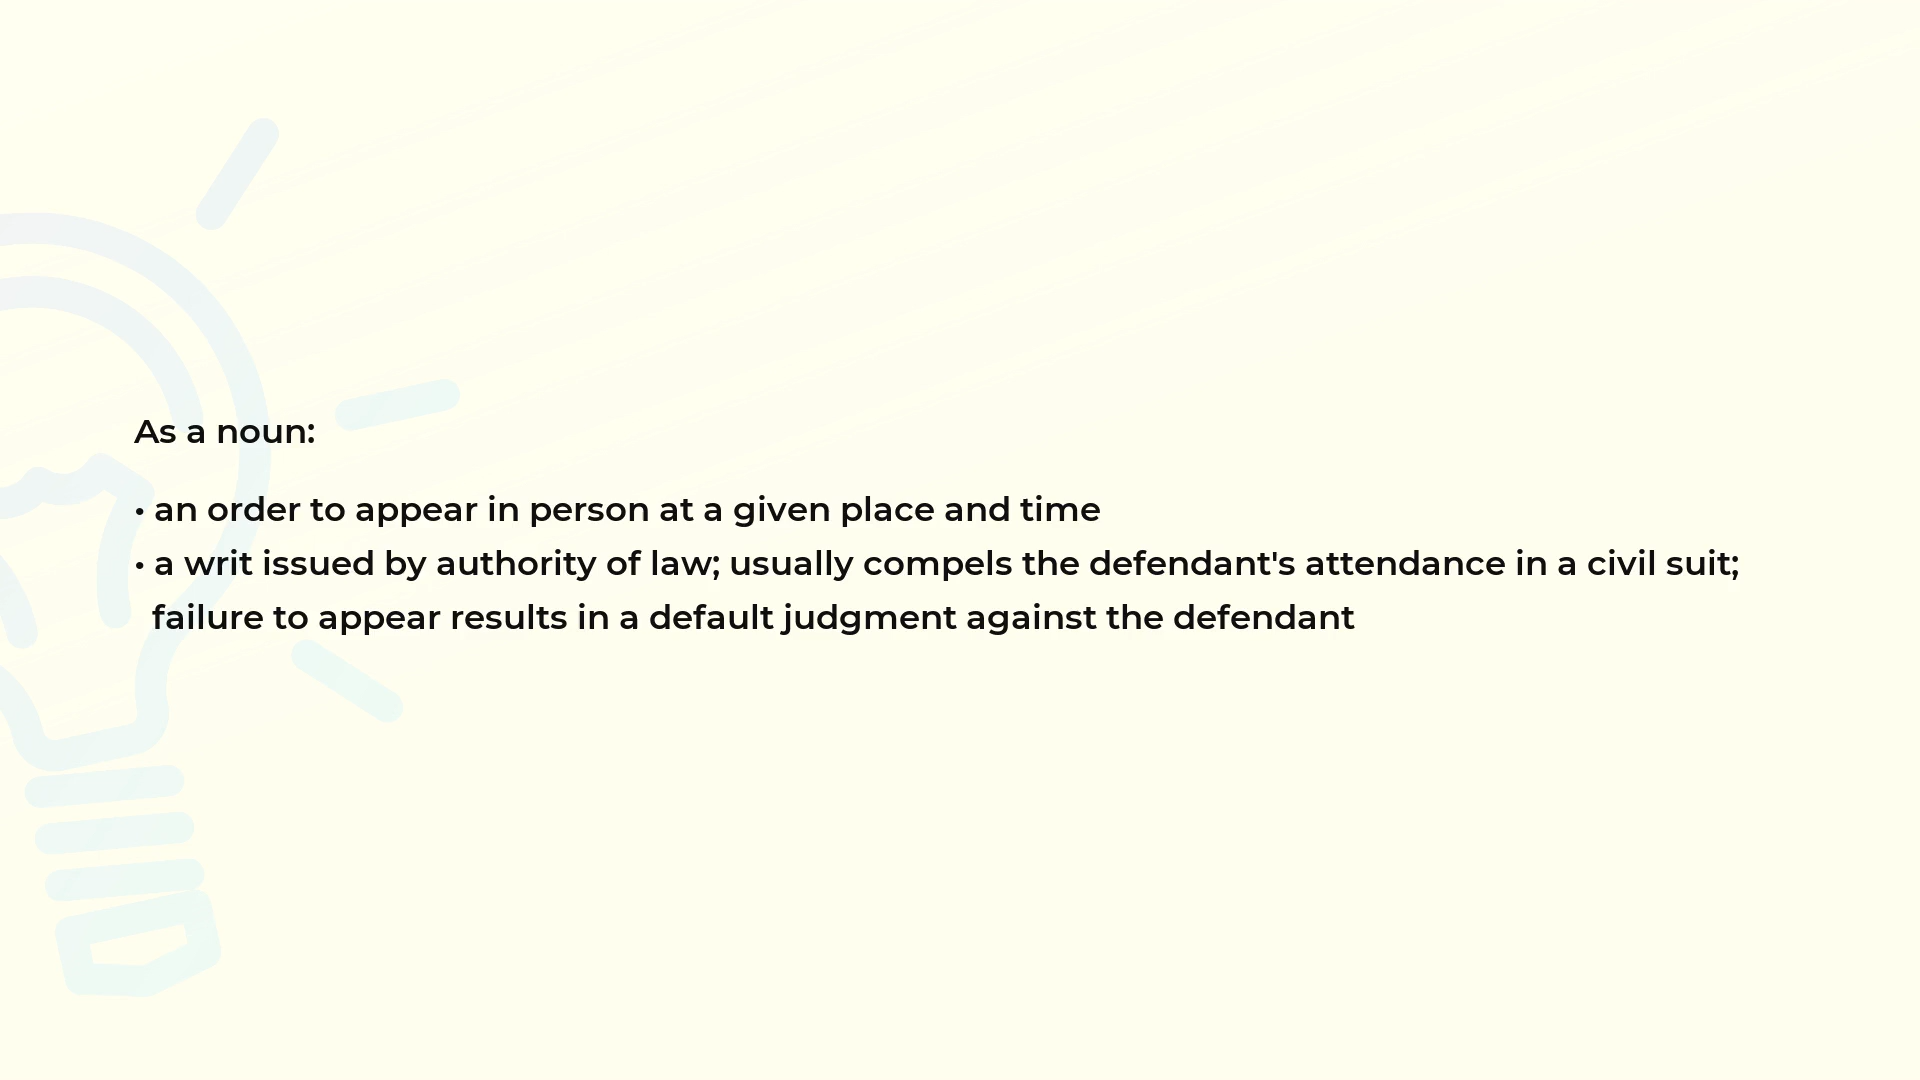 As a noun:
• an order to appear in person at a given place and time
• a writ issued by authority of law; usually compels the defendant's attendance in a civil suit;
failure to appear results in a default judgment against the defendant